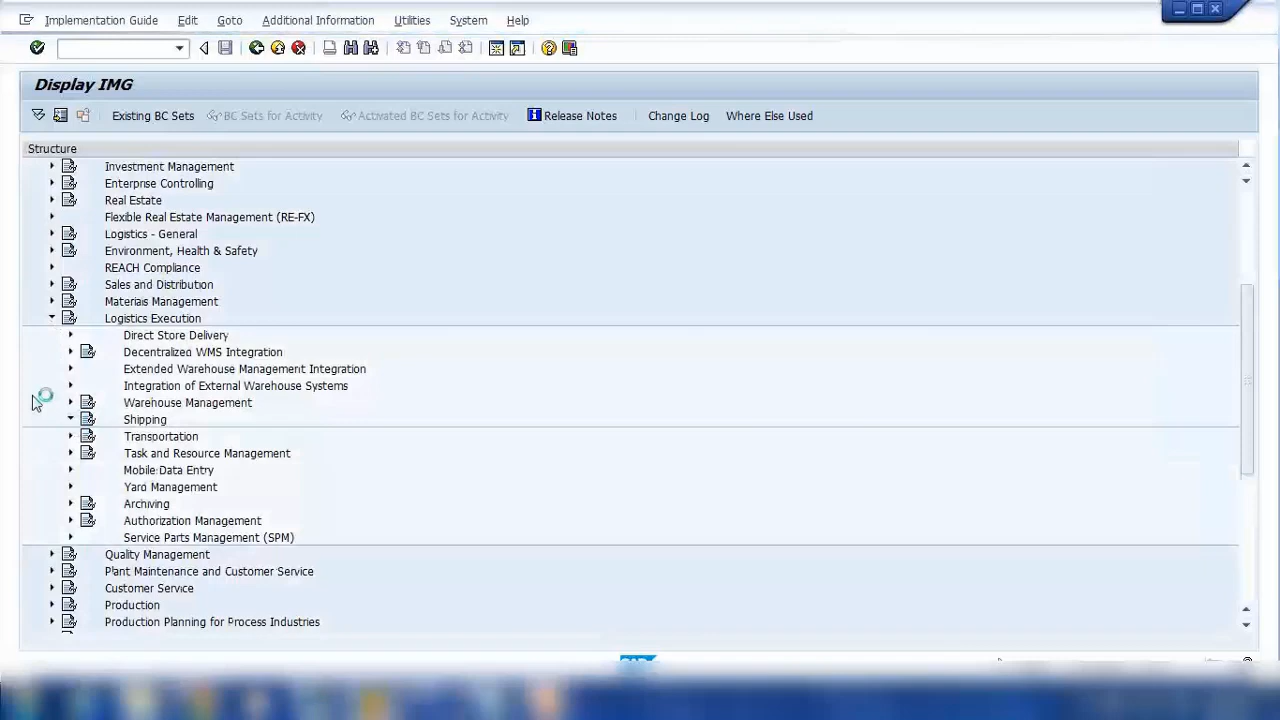 Implementation Guide Edit Goto Additional Information Utilities System Help
Display IMG
Existing BC Sets BC Sets for Activity Activated BC Sets for Activity Release Notes Change Log Where Else Used
Structure
Investment Management
Enterprise Controlling
Real Estate
Flexible Real Estate Management (RE-FX)
Logistics - General
Environment, Health & Safety
REACH Compliance
Sales and Distribution
Materials Management
Logistics Execution
Direct Store Delivery
Decentralized WMS Integration
Extended Warehouse Management Integration
Integration of External Warehouse Systems
Warehouse Management
Shipping
Transportation
Task and Resource Management
Mobile Data Entry
Yard Management
Archiving
Authorization Management
Service Parts Management (SPM)
Quality Management
Plant Maintenance and Customer Service
Customer Service
Production
Production Planning for Process Industries